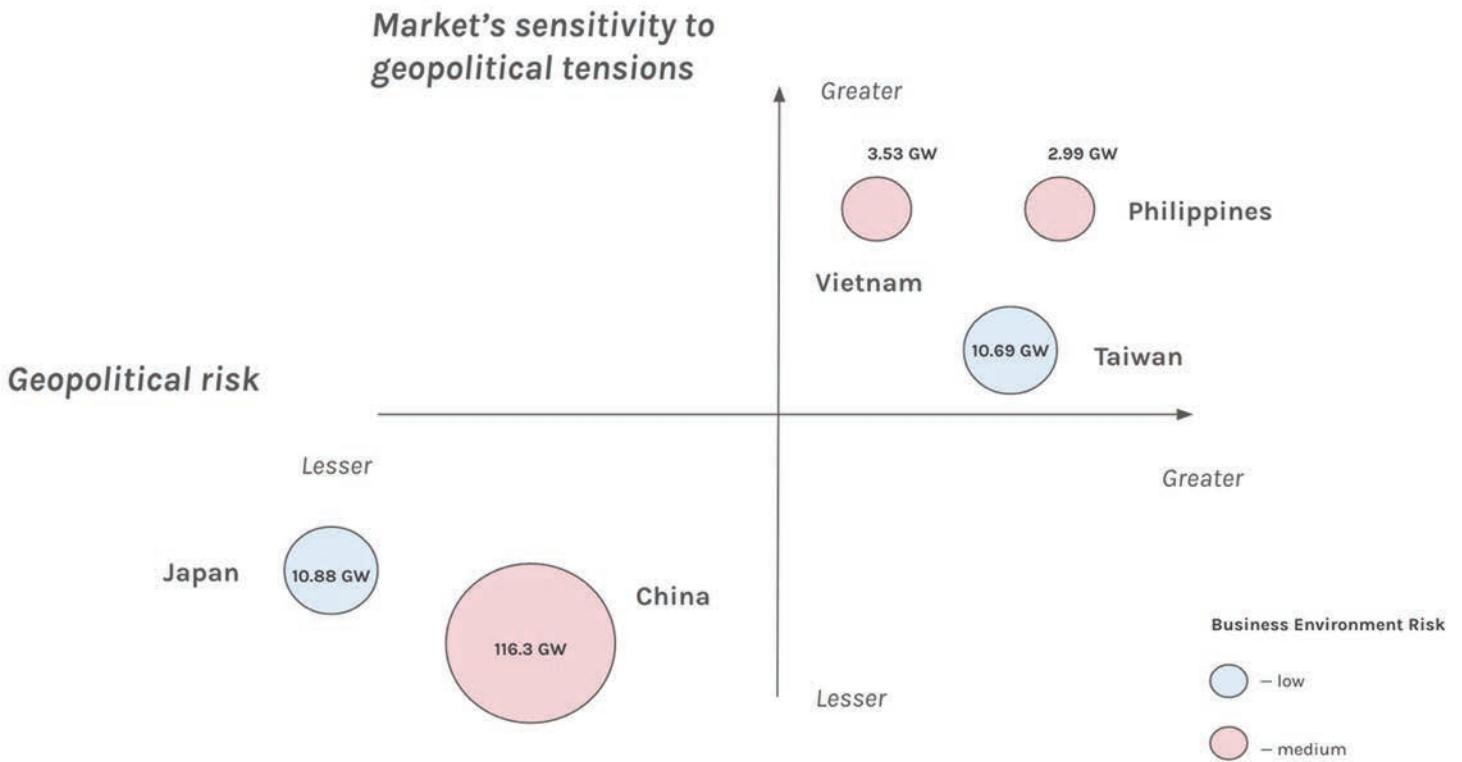 Market’s sensitivity to
geopolitical tensions
Greater
3.53 GW
2.99 GW
Philippines
Vietnam
10.69 GW
Taiwan
Geopolitical risk
Lesser
Greater
Japan
10.88 GW
China
116.3 GW
Business Environment Risk
– low
Lesser
– medium